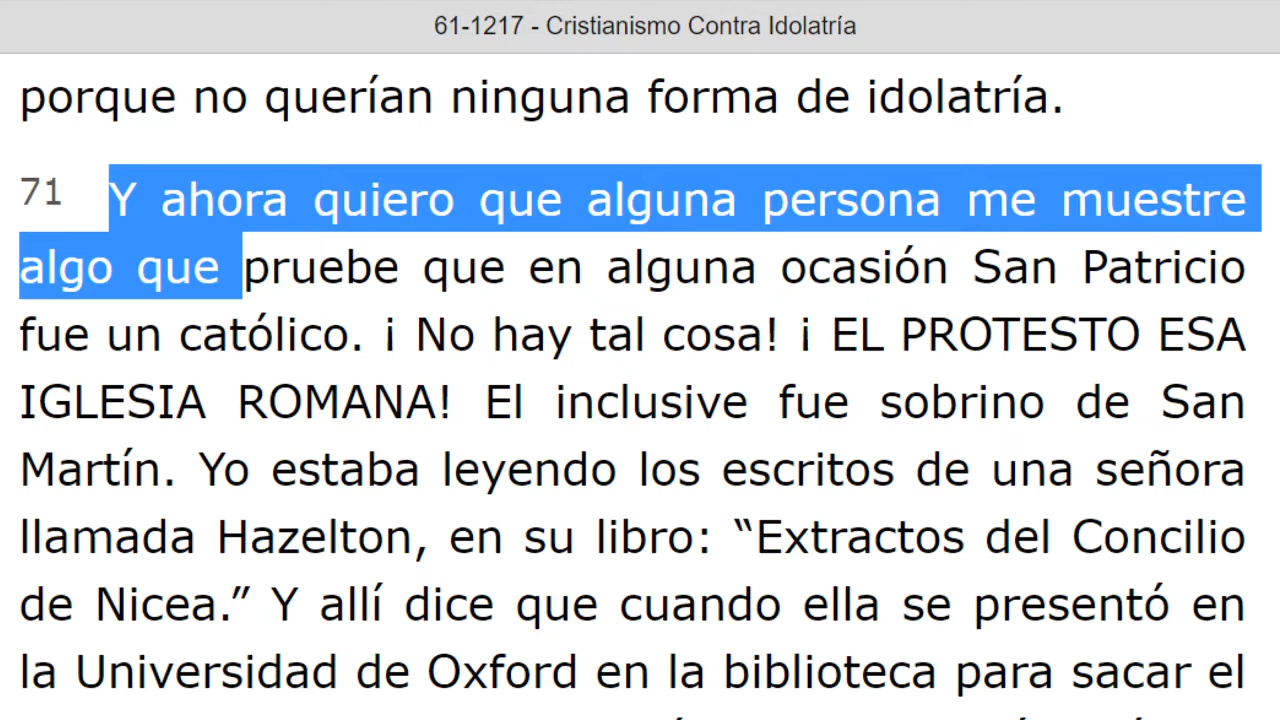 61-1217 - Cristianismo Contra Idolatría
porque no querían ninguna forma de idolatría.
71 Y ahora quiero que alguna persona me muestre
algo que pruebe que en alguna ocasión San Patricio
fue un católico. ¡ No hay tal cosa! ¡ EL PROTESTO ESA
IGLESIA ROMANA! El inclusive fue sobrino de San
Martín. Yo estaba leyendo los escritos de una señora
llamada Hazelton, en su libro: “Extractos del Concilio
de Nicea.” Y allí dice que cuando ella se presentó en
la Universidad de Oxford en la biblioteca para sacar el